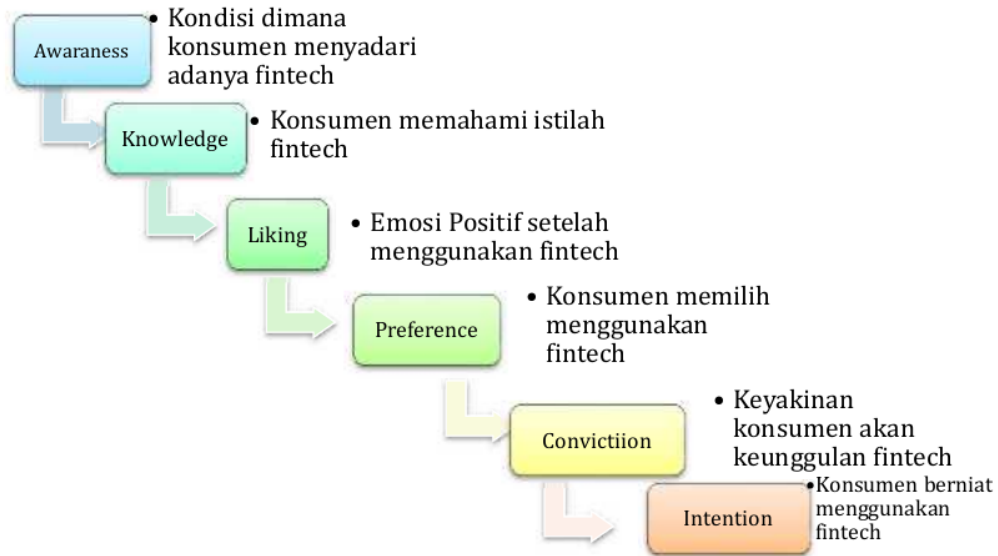 Awaraness
• Kondisi dimana
konsumen menyadari
adanya fintech
Knowledge
• Konsumen memahami istilah
fintech
Liking
• Emosi Positif setelah
menggunakan fintech
Preference
• Konsumen memilih
menggunakan
fintech
Convictiion
• Keyakinan
konsumen akan
keunggulan fintech
Intention
•Konsumen berniat
menggunakan
fintech